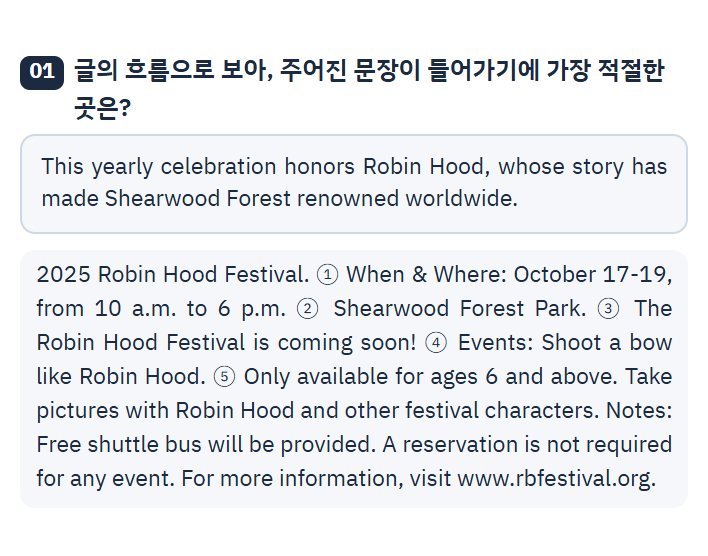 01 글의 흐름으로 보아, 주어진 문장이 들어가기에 가장 적절한
곳은?
This yearly celebration honors Robin Hood, whose story has
made Shearwood Forest renowned worldwide.
2025 Robin Hood Festival. ① When & Where: October 17-19,
from 10 a.m. to 6 p.m. ② Shearwood Forest Park. ③ The
Robin Hood Festival is coming soon! ④ Events: Shoot a bow
like Robin Hood. ⑤ Only available for ages 6 and above. Take
pictures with Robin Hood and other festival characters. Notes:
Free shuttle bus will be provided. A reservation is not required
for any event. For more information, visit www.rbfestival.org.